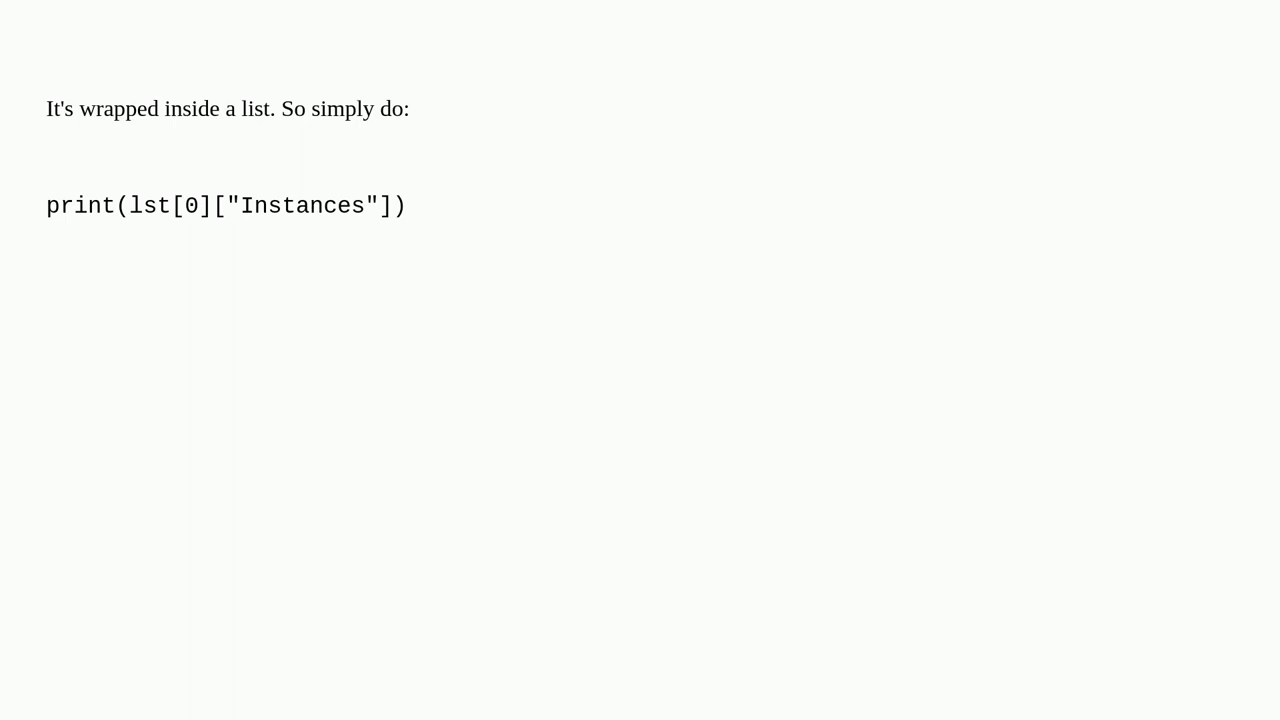 It's wrapped inside a list. So simply do:
print(lst[0]["Instances"])